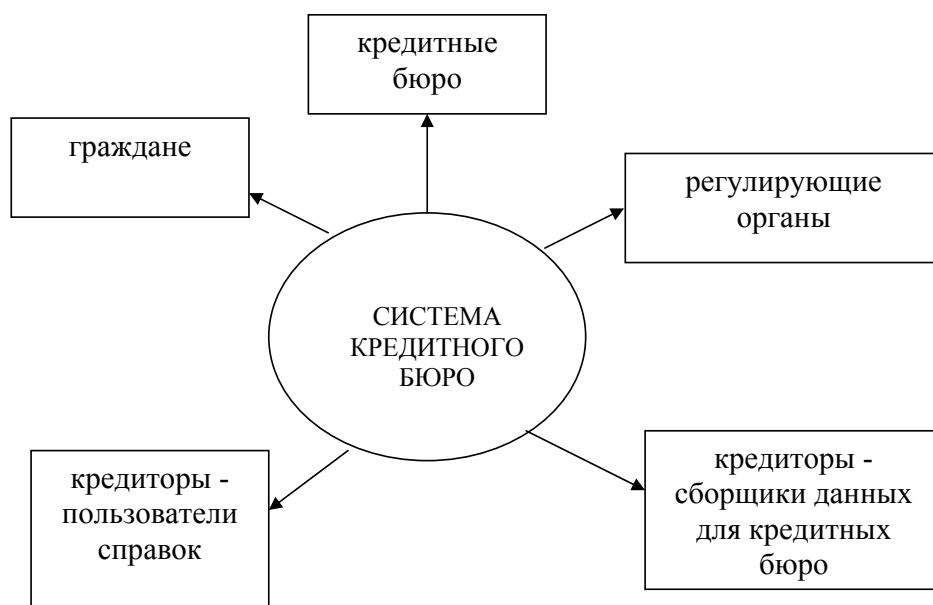 кредитные
бюро
граждане
регулирующие
органы
СИСТЕМА
КРЕДИТНОГО
БЮРО
кредиторы -
пользователи
справок
кредиторы -
сборщики данных
для кредитных
бюро